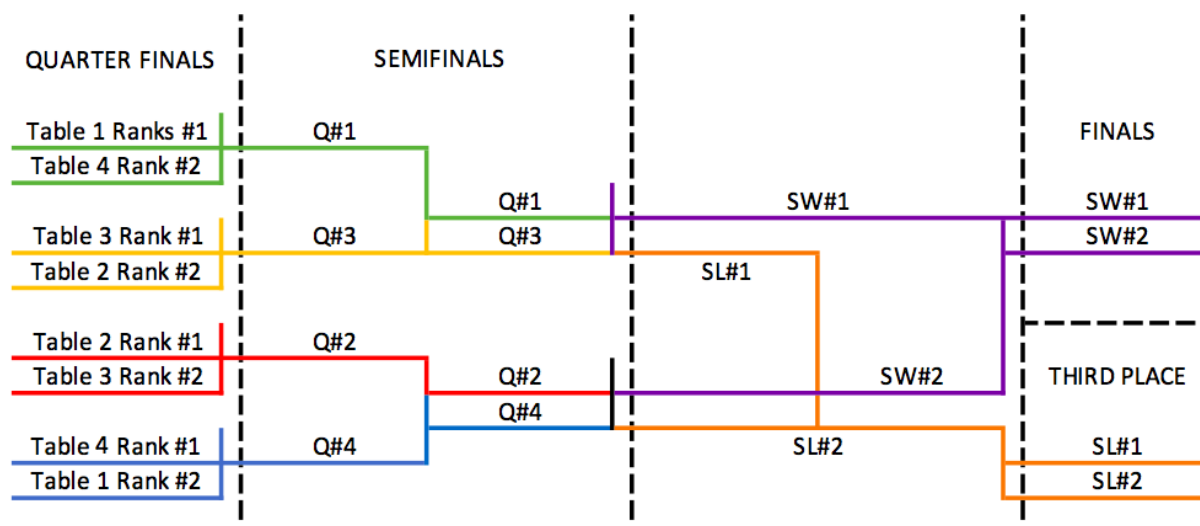 QUARTER FINALS
SEMIFINALS
FINALS
Table 1 Ranks #1
Q#1
Table 4 Rank #2
Q#1
SW#1
SW#1
Table 3 Rank #1
Q#3
Q#3
SW#2
Table 2 Rank #2
SL#1
Table 2 Rank #1
Q#2
Table 3 Rank #2
Q#2
SW#2
THIRD PLACE
Q#4
Table 4 Rank #1
Q#4
SL#2
SL#1
Table 1 Rank #2
SL#2